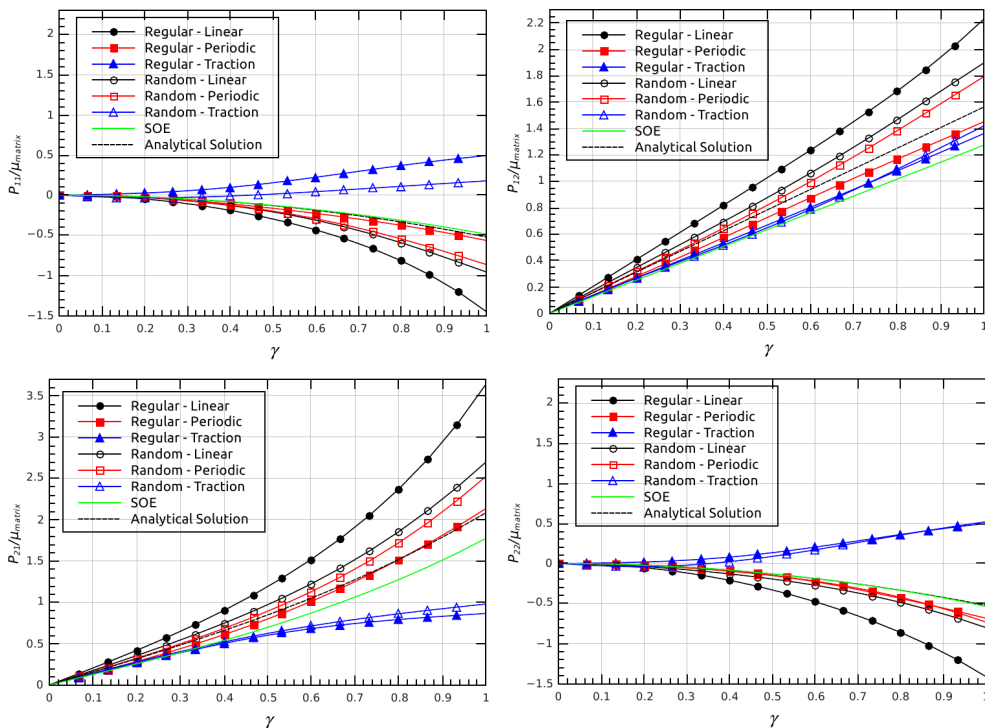 2
1.5
1
0.5
0
−0.5
−1
−1.5
P11/μmatrix
Regular - Linear
Regular - Periodic
Regular - Traction
Random - Linear
Random - Periodic
Random - Traction
SOE
Analytical Solution
0 0.1 0.2 0.3 0.4 0.5 0.6 0.7 0.8 0.9 1
γ
2.2
2
1.8
1.6
1.4
1.2
1
0.8
0.6
0.4
0.2
0
P12/μmatrix
Regular - Linear
Regular - Periodic
Regular - Traction
Random - Linear
Random - Periodic
Random - Traction
SOE
Analytical Solution
0 0.1 0.2 0.3 0.4 0.5 0.6 0.7 0.8 0.9 1
γ
3.5
3
2.5
2
1.5
1
0.5
0
P21/μmatrix
Regular - Linear
Regular - Periodic
Regular - Traction
Random - Linear
Random - Periodic
Random - Traction
SOE
Analytical Solution
0 0.1 0.2 0.3 0.4 0.5 0.6 0.7 0.8 0.9 1
γ
2
1.5
1
0.5
0
−0.5
−1
−1.5
P22/μmatrix
Regular - Linear
Regular - Periodic
Regular - Traction
Random - Linear
Random - Periodic
Random - Traction
SOE
Analytical Solution
0 0.1 0.2 0.3 0.4 0.5 0.6 0.7 0.8 0.9 1
γ